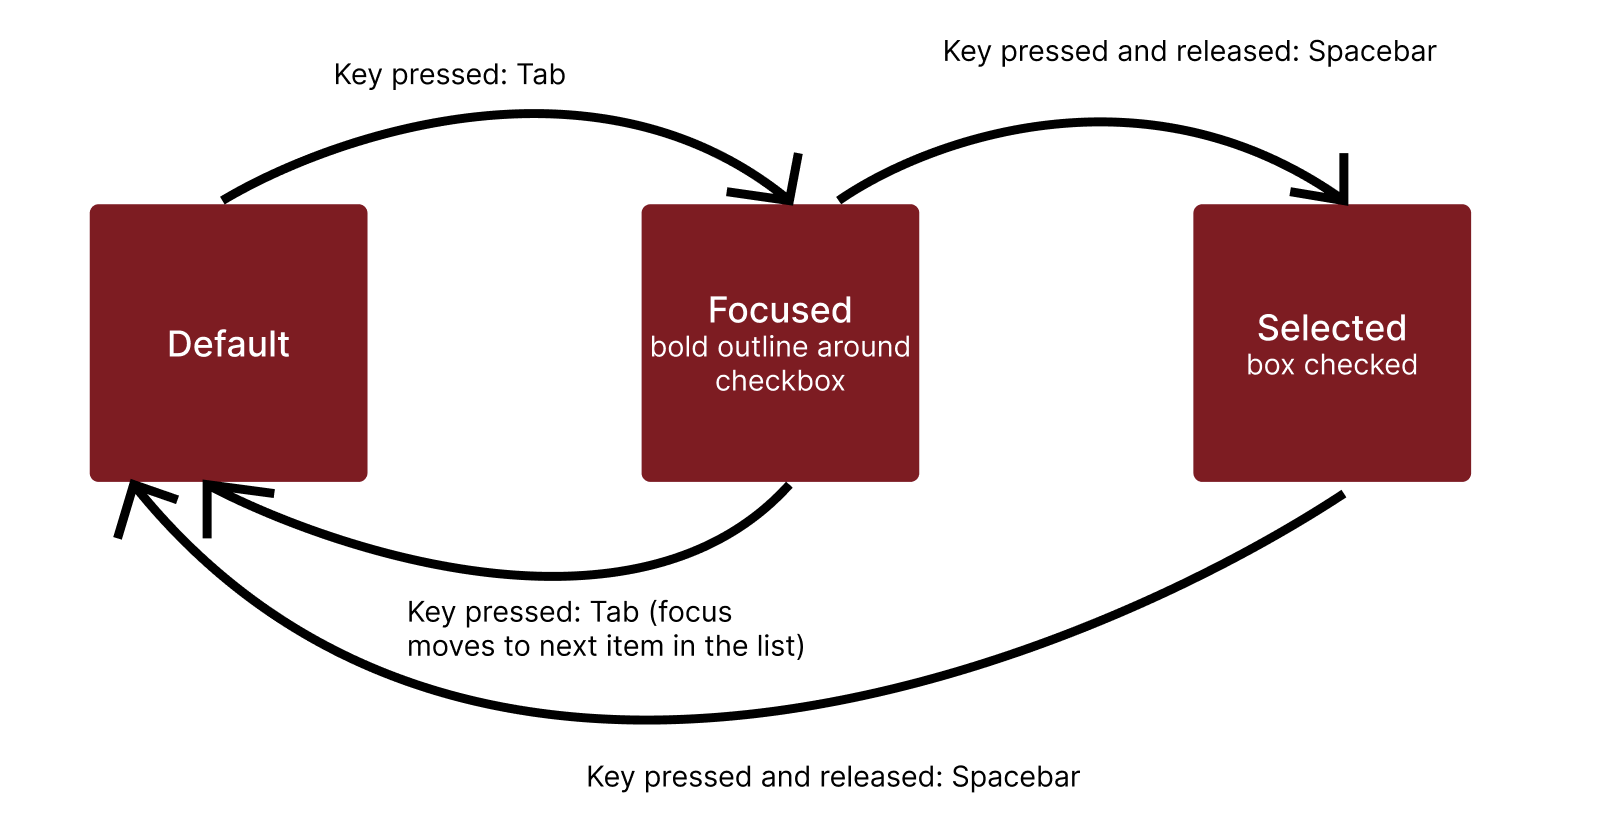 Key pressed: Tab
Key pressed and released: Spacebar
Default
Focused
bold outline around
checkbox
Selected
box checked
Key pressed: Tab (focus
moves to next item in the list)
Key pressed and released: Spacebar